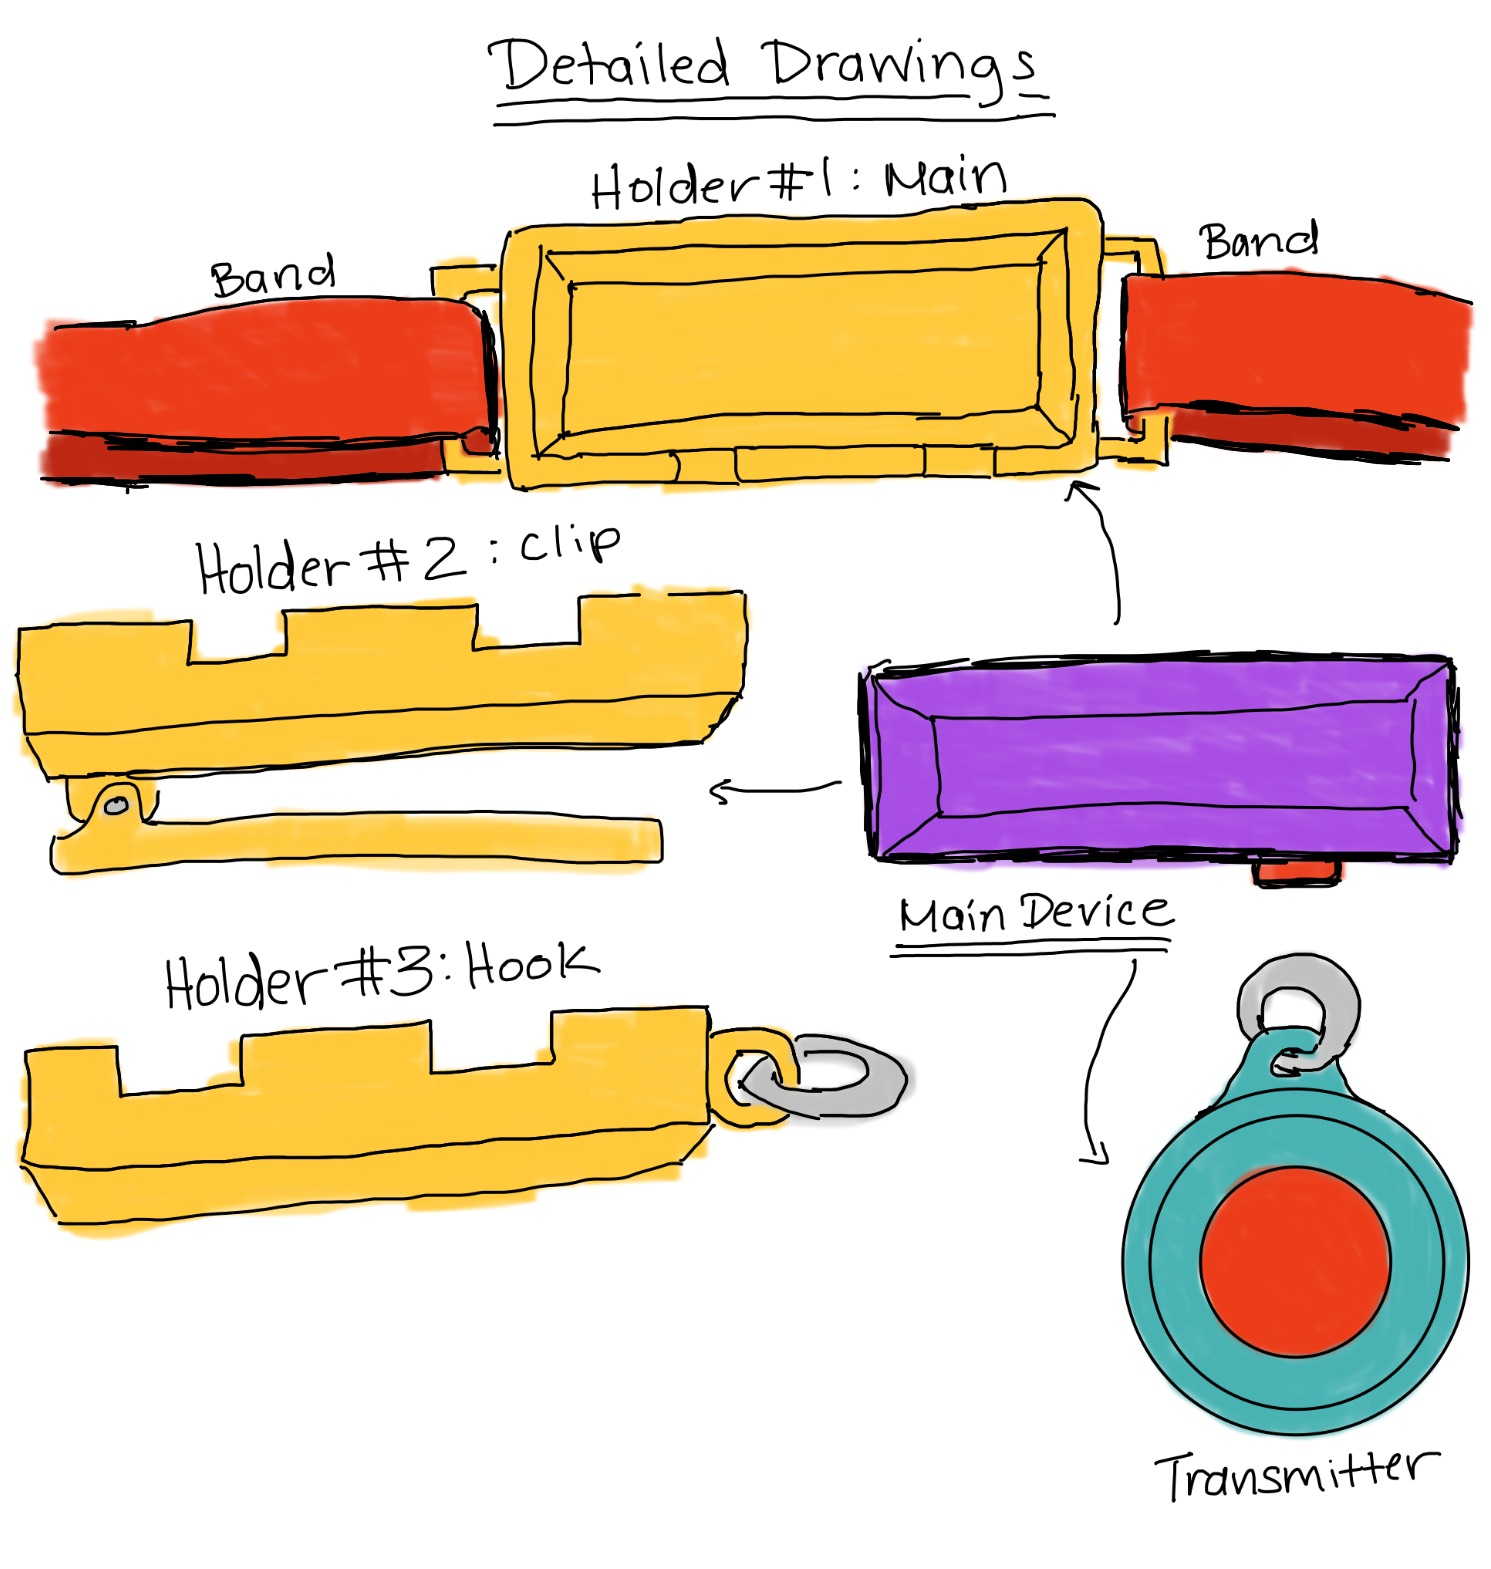 Detailed Drawings
Holder #1: Main
Band
Band
Holder #2: Clip
Main Device
Holder #3: Hook
Transmitter